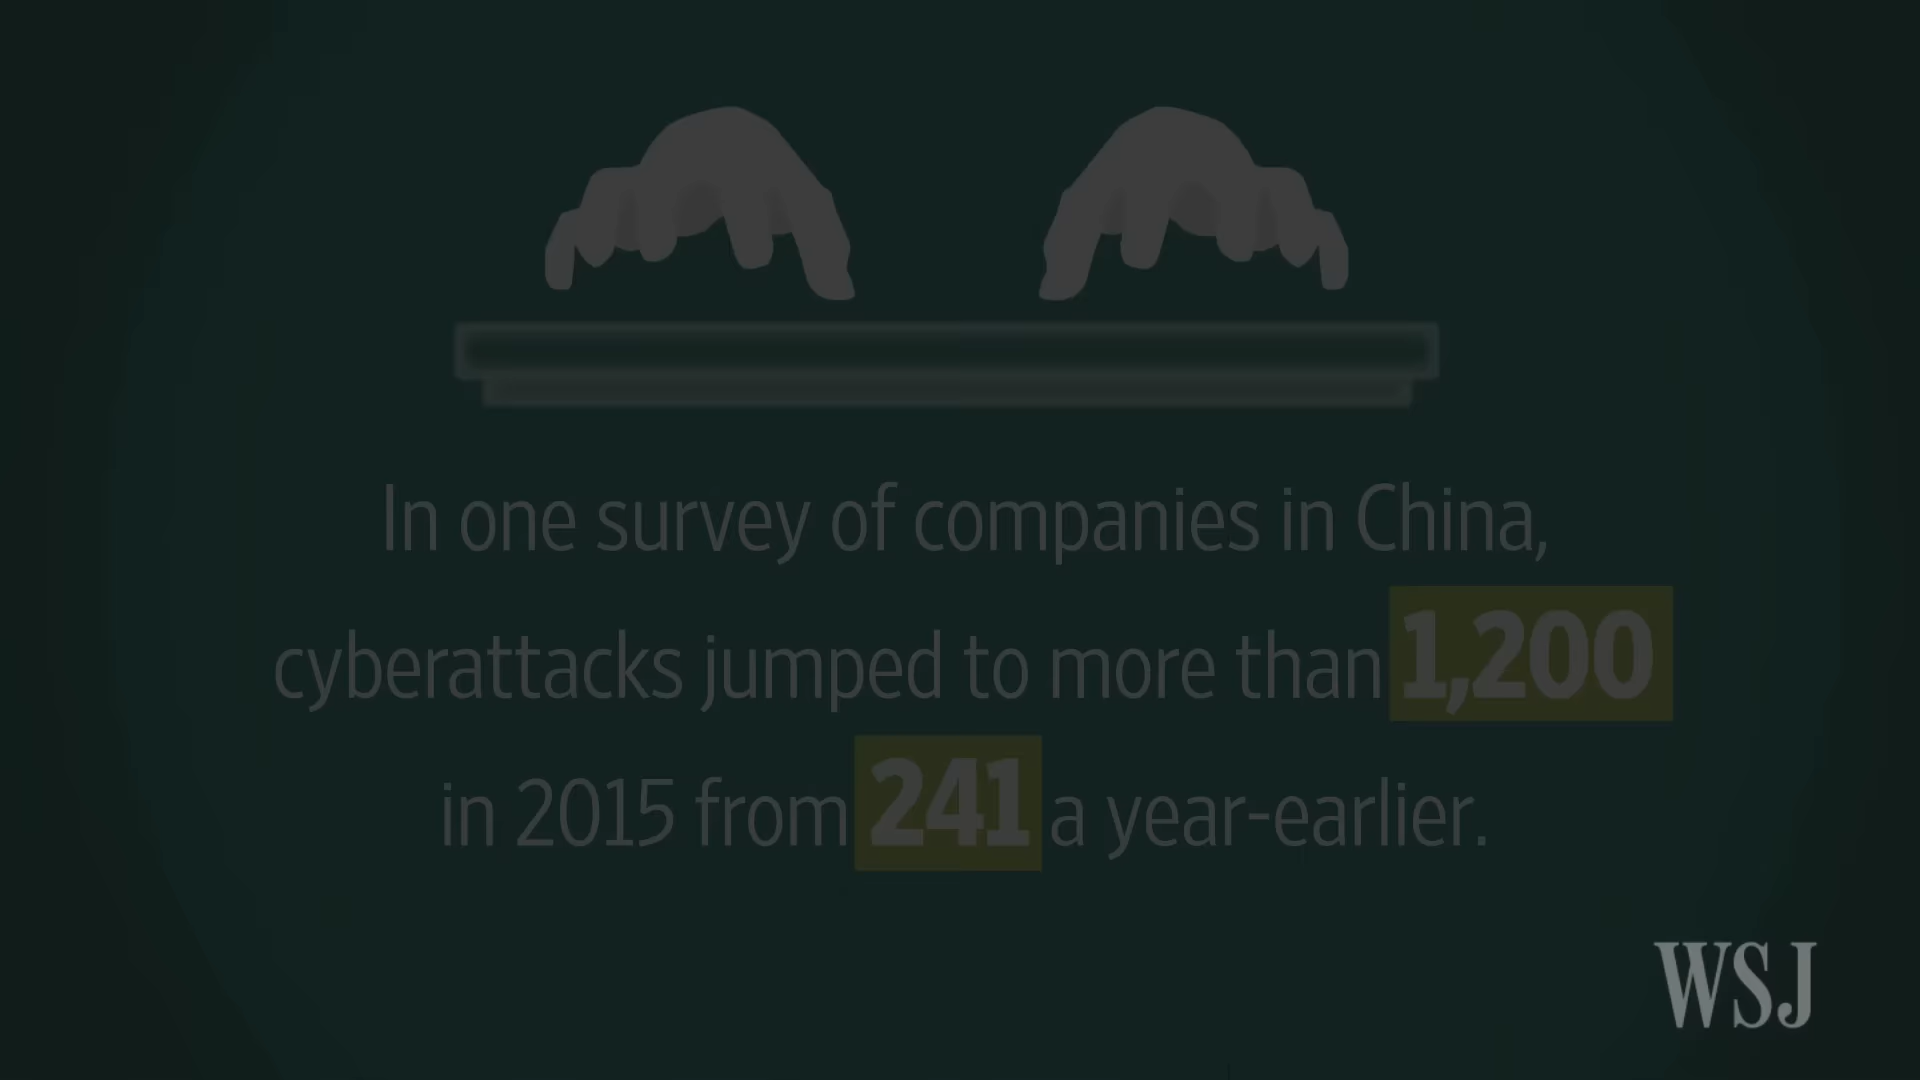 In one survey of companies in China,
cyberattacks jumped to more than 1,200
in 2015 from 241 a year-earlier.
WSJ